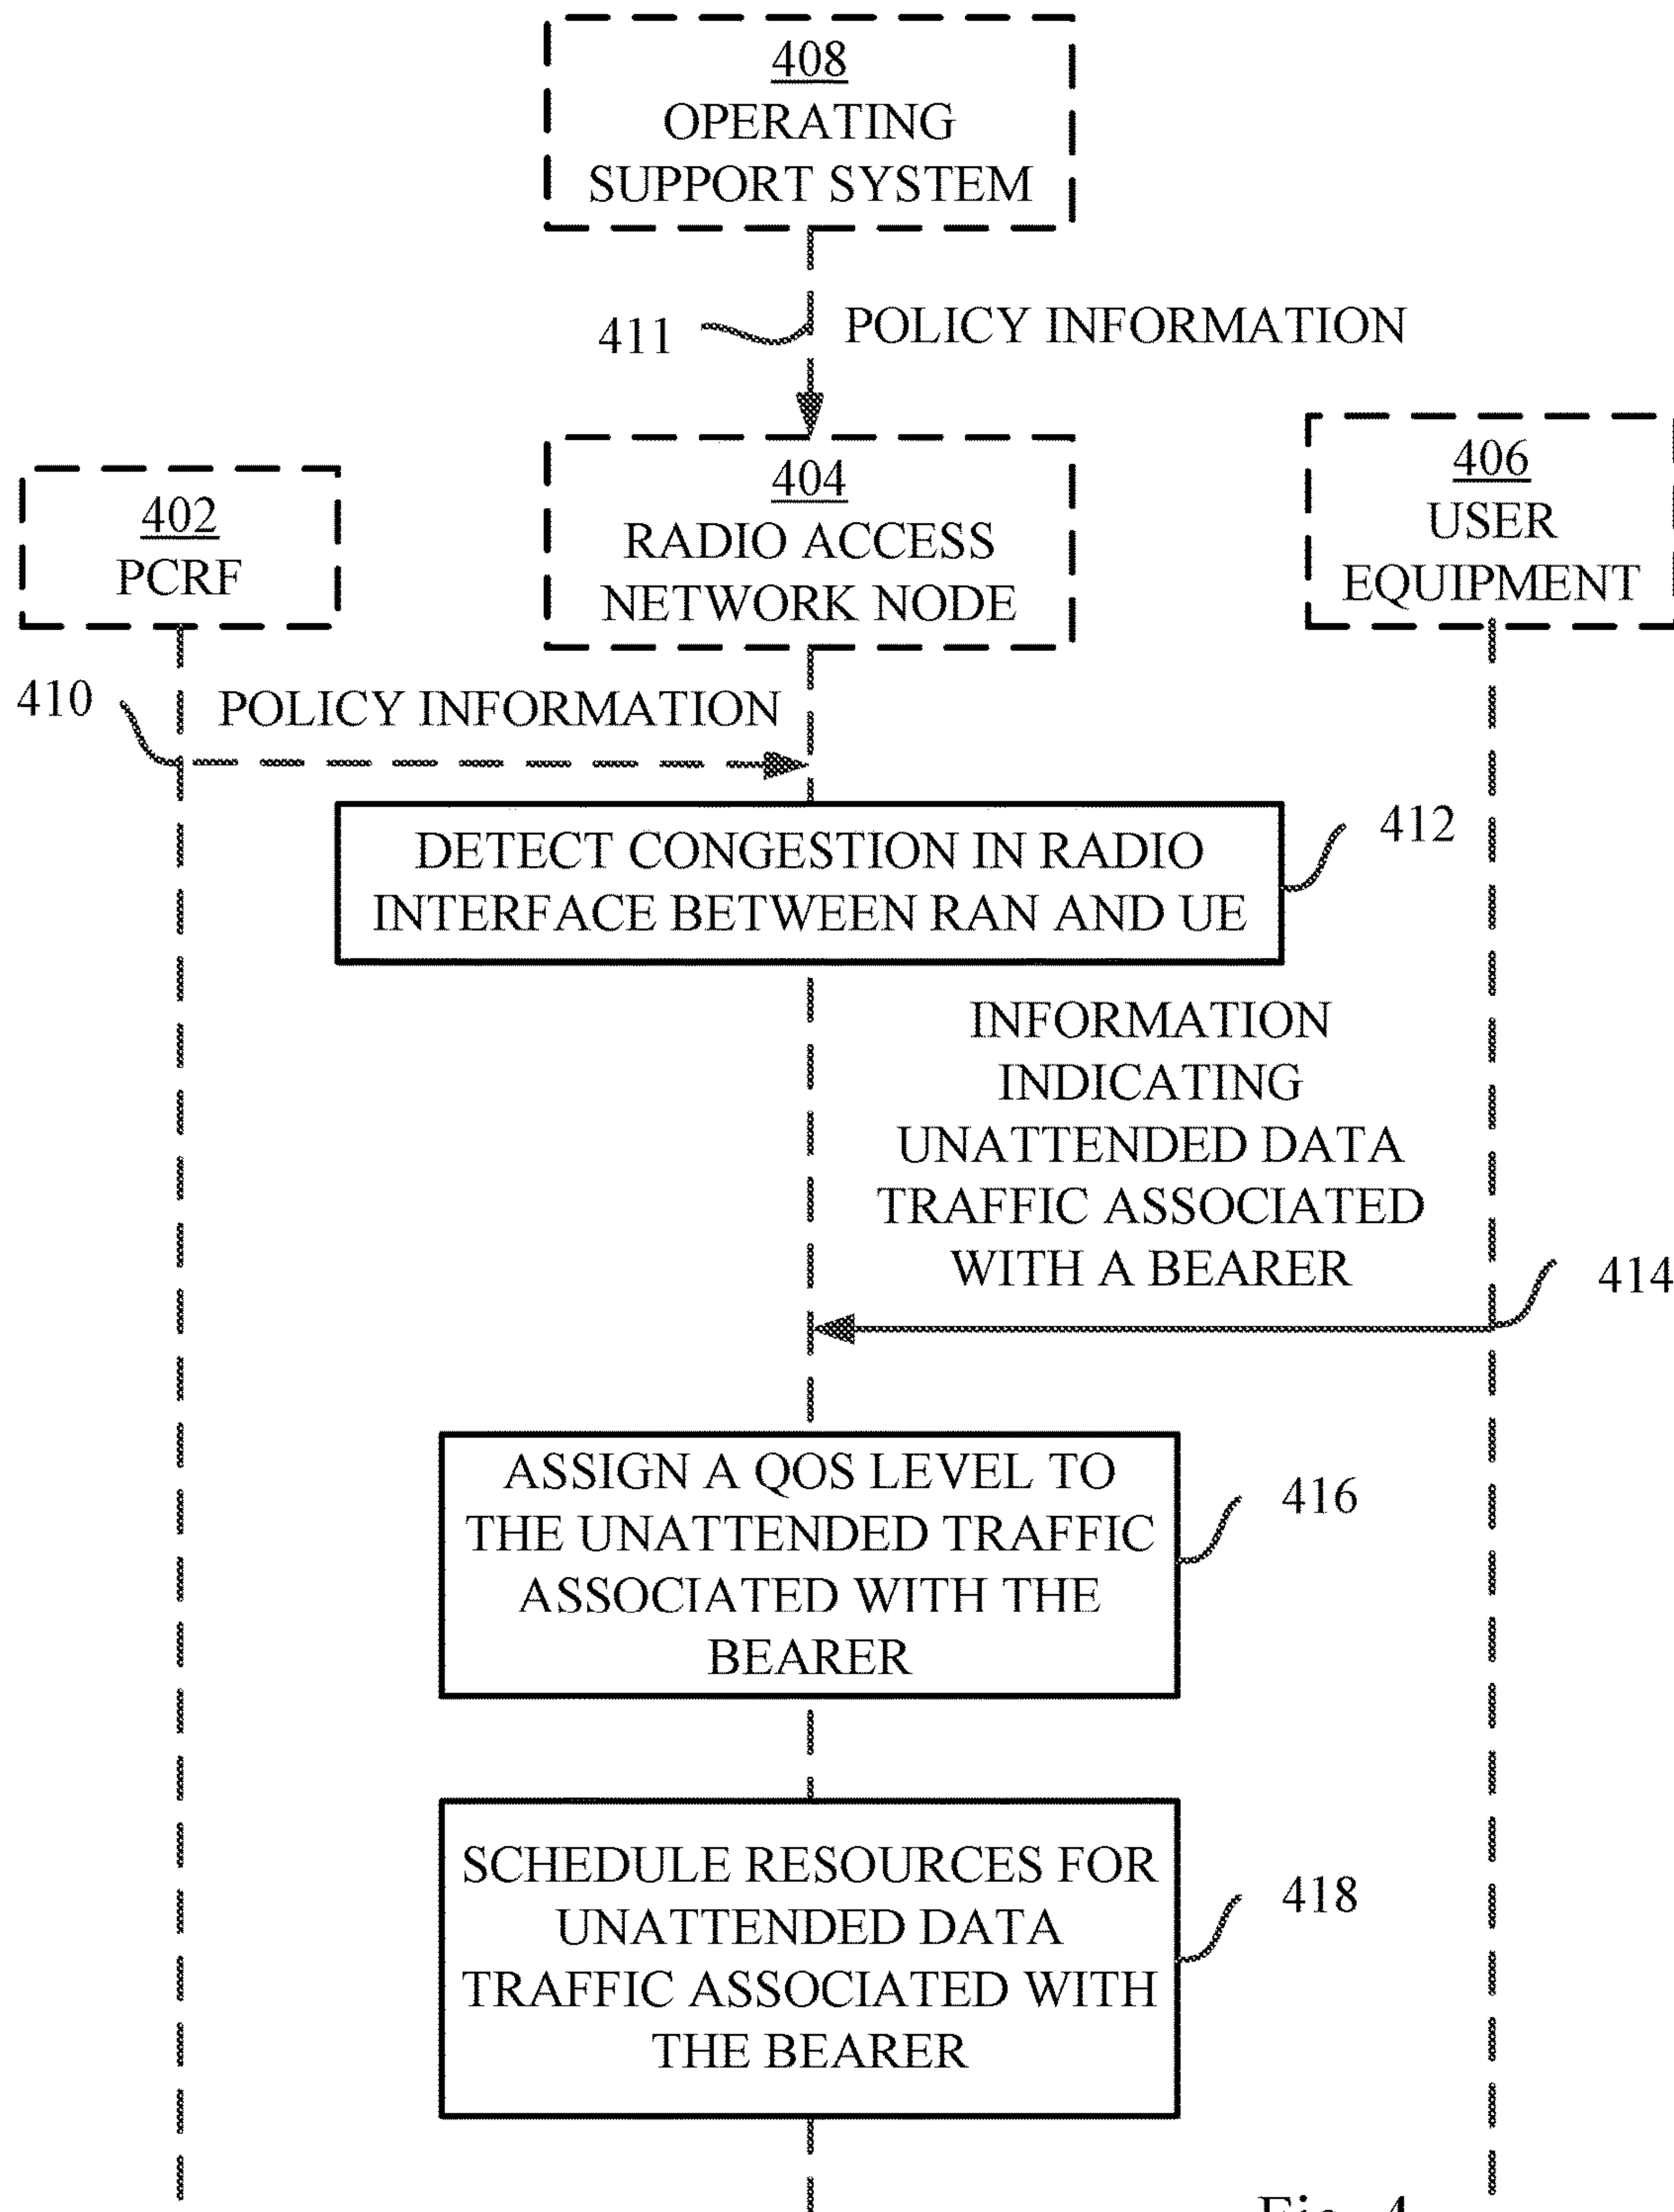 408
OPERATING
SUPPORT SYSTEM
411
POLICY INFORMATION
402
PCRF
404
RADIO ACCESS
NETWORK NODE
406
USER
EQUIPMENT
410
POLICY INFORMATION
DETECT CONGESTION IN RADIO
INTERFACE BETWEEN RAN AND UE
412
INFORMATION
INDICATING
UNATTENDED DATA
TRAFFIC ASSOCIATED
WITH A BEARER
414
ASSIGN A QOS LEVEL TO
THE UNATTENDED TRAFFIC
ASSOCIATED WITH THE
BEARER
416
SCHEDULE RESOURCES FOR
UNATTENDED DATA
TRAFFIC ASSOCIATED WITH
THE BEARER
418
Fig. 4